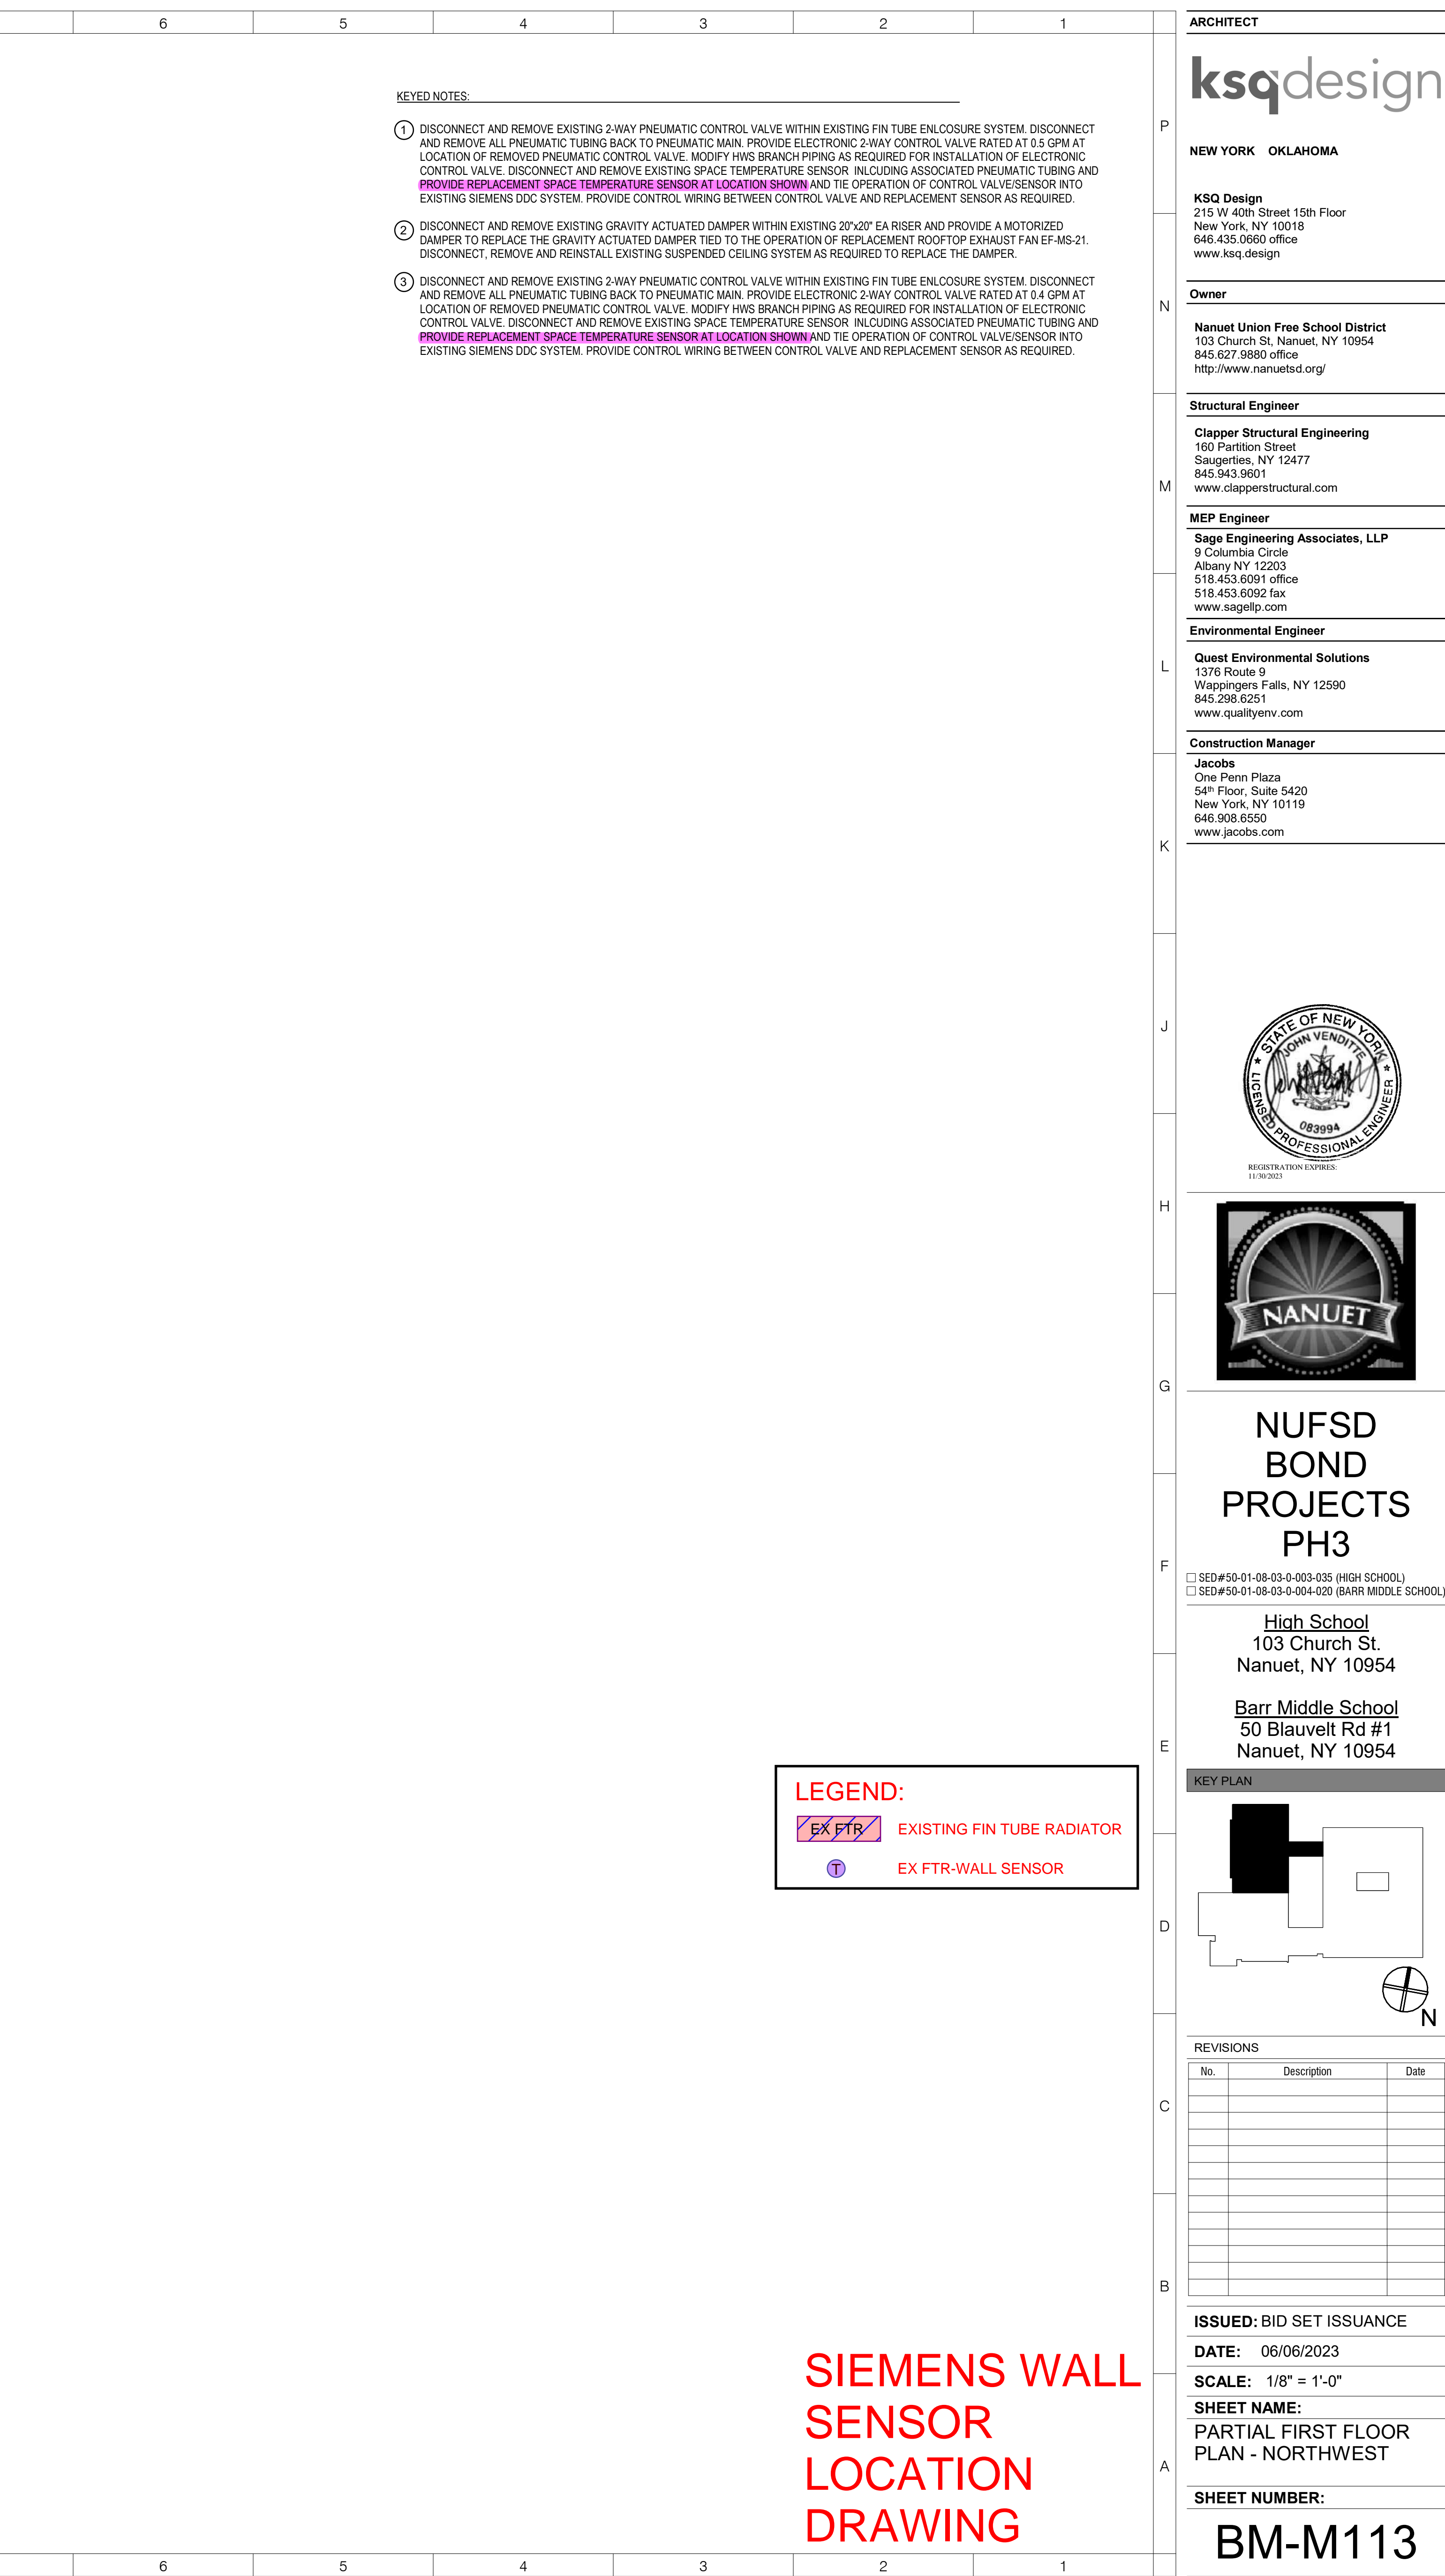 6 5 4 3 2 1
KEYED NOTES:
1 DISCONNECT AND REMOVE EXISTING 2-WAY PNEUMATIC CONTROL VALVE WITHIN EXISTING FIN TUBE ENLCOSURE SYSTEM. DISCONNECT
AND REMOVE ALL PNEUMATIC TUBING BACK TO PNEUMATIC MAIN. PROVIDE ELECTRONIC 2-WAY CONTROL VALVE RATED AT 0.5 GPM AT
LOCATION OF REMOVED PNEUMATIC CONTROL VALVE. MODIFY HWS BRANCH PIPING AS REQUIRED FOR INSTALLATION OF ELECTRONIC
CONTROL VALVE. DISCONNECT AND REMOVE EXISTING SPACE TEMPERATURE SENSOR INLCUDING ASSOCIATED PNEUMATIC TUBING AND
PROVIDE REPLACEMENT SPACE TEMPERATURE SENSOR AT LOCATION SHOWN AND TIE OPERATION OF CONTROL VALVE/SENSOR INTO
EXISTING SIEMENS DDC SYSTEM. PROVIDE CONTROL WIRING BETWEEN CONTROL VALVE AND REPLACEMENT SENSOR AS REQUIRED.
2 DISCONNECT AND REMOVE EXISTING GRAVITY ACTUATED DAMPER WITHIN EXISTING 20"x20" EA RISER AND PROVIDE A MOTORIZED
DAMPER TO REPLACE THE GRAVITY ACTUATED DAMPER TIED TO THE OPERATION OF REPLACEMENT ROOFTOP EXHAUST FAN EF-MS-21.
DISCONNECT, REMOVE AND REINSTALL EXISTING SUSPENDED CEILING SYSTEM AS REQUIRED TO REPLACE THE DAMPER.
3 DISCONNECT AND REMOVE EXISTING 2-WAY PNEUMATIC CONTROL VALVE WITHIN EXISTING FIN TUBE ENLCOSURE SYSTEM. DISCONNECT
AND REMOVE ALL PNEUMATIC TUBING BACK TO PNEUMATIC MAIN. PROVIDE ELECTRONIC 2-WAY CONTROL VALVE RATED AT 0.4 GPM AT
LOCATION OF REMOVED PNEUMATIC CONTROL VALVE. MODIFY HWS BRANCH PIPING AS REQUIRED FOR INSTALLATION OF ELECTRONIC
CONTROL VALVE. DISCONNECT AND REMOVE EXISTING SPACE TEMPERATURE SENSOR INLCUDING ASSOCIATED PNEUMATIC TUBING AND
PROVIDE REPLACEMENT SPACE TEMPERATURE SENSOR AT LOCATION SHOWN AND TIE OPERATION OF CONTROL VALVE/SENSOR INTO
EXISTING SIEMENS DDC SYSTEM. PROVIDE CONTROL WIRING BETWEEN CONTROL VALVE AND REPLACEMENT SENSOR AS REQUIRED.
LEGEND:
EX FTR EXISTING FIN TUBE RADIATOR
T EX FTR-WALL SENSOR
SIEMENS WALL
SENSOR
LOCATION
DRAWING
6 5 4 3 2 1
P
N
M
L
K
J
H
G
F
E
D
C
B
A
ARCHITECT
ksqdesign
NEW YORK OKLAHOMA
KSQ Design
215 W 40th Street 15th Floor
New York, NY 10018
646.435.0660 office
www.ksq.design
Owner
Nanuet Union Free School District
103 Church St, Nanuet, NY 10954
845.627.9880 office
http://www.nanuetsd.org/
Structural Engineer
Clapper Structural Engineering
160 Partition Street
Saugerties, NY 12477
845.943.9601
www.clapperstructural.com
MEP Engineer
Sage Engineering Associates, LLP
9 Columbia Circle
Albany NY 12203
518.453.6091 office
518.453.6092 fax
www.sagellp.com
Environmental Engineer
Quest Environmental Solutions
1376 Route 9
Wappingers Falls, NY 12590
845.298.6251
www.qualityenv.com
Construction Manager
Jacobs
One Penn Plaza
54th Floor, Suite 5420
New York, NY 10119
646.908.6550
www.jacobs.com
STATE OF NEW YORK
JOHN VENDITTE
083994
LICENSED PROFESSIONAL ENGINEER
REGISTRATION EXPIRES:
11/30/2023
NANUET
NUFSD
BOND
PROJECTS
PH3
SED#50-01-08-03-0-003-035 (HIGH SCHOOL)
SED#50-01-08-03-0-004-020 (BARR MIDDLE SCHOOL)
High School
103 Church St.
Nanuet, NY 10954
Barr Middle School
50 Blauvelt Rd #1
Nanuet, NY 10954
KEY PLAN
N
REVISIONS
No. Description Date
ISSUED: BID SET ISSUANCE
DATE: 06/06/2023
SCALE: 1/8" = 1'-0"
SHEET NAME:
PARTIAL FIRST FLOOR
PLAN - NORTHWEST
SHEET NUMBER:
BM-M113